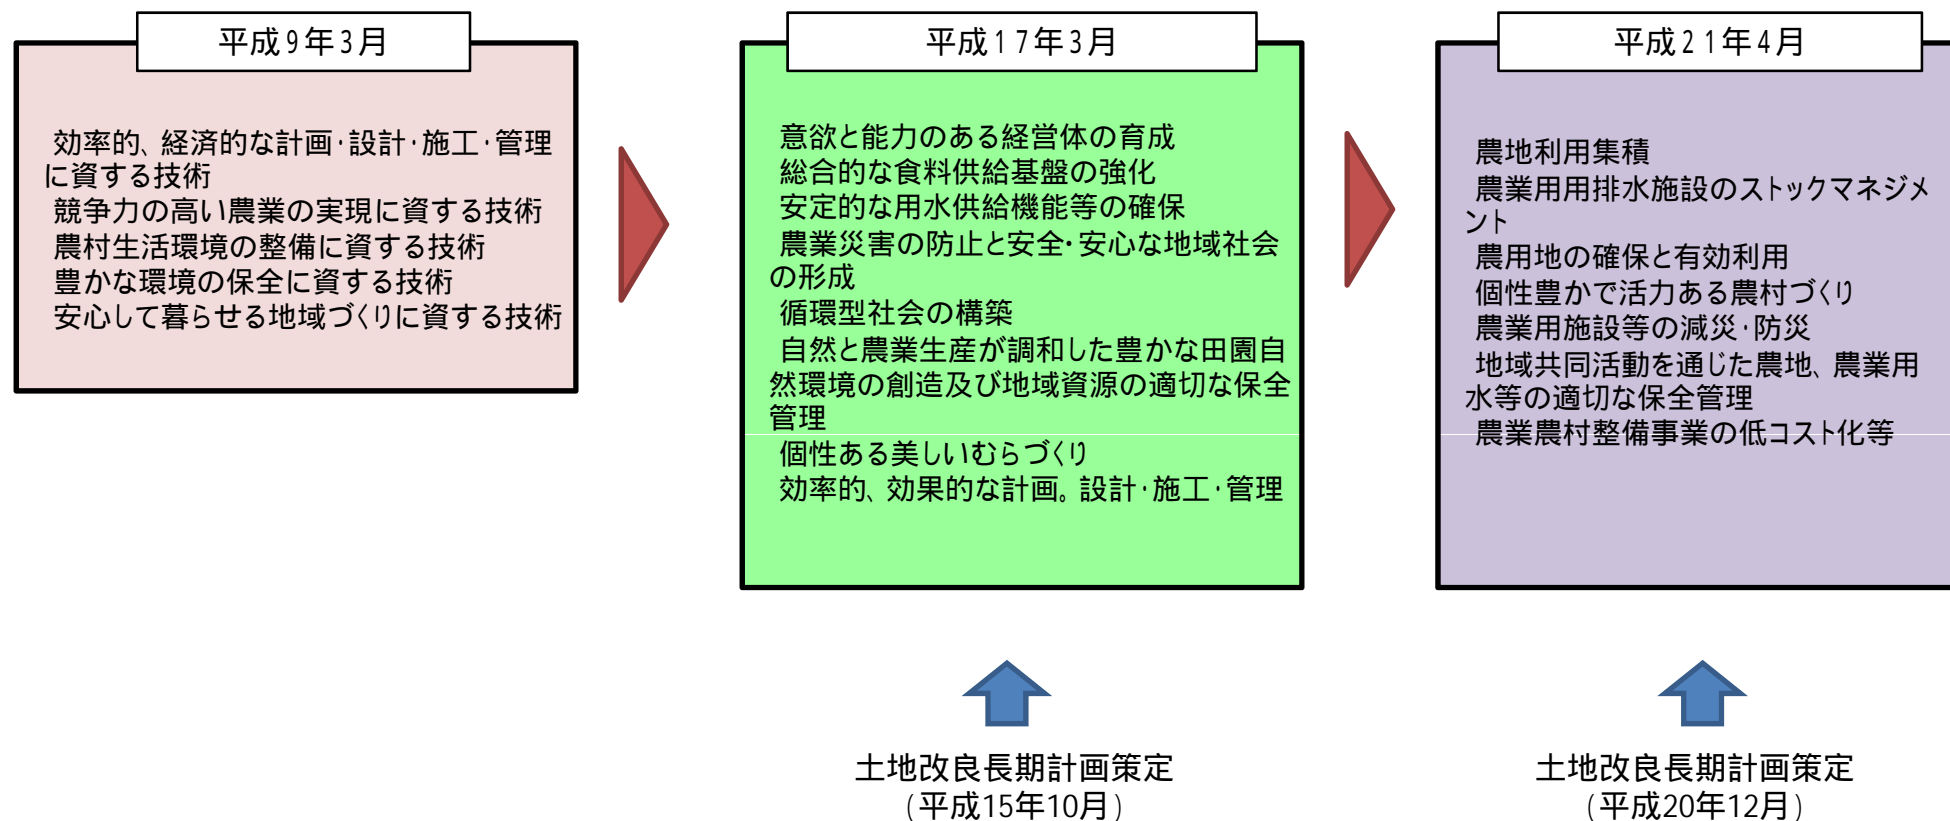 平成9年3月
効率的、経済的な計画・設計・施工・管理
に資する技術
競争力の高い農業の実現に資する技術
農村生活環境の整備に資する技術
豊かな環境の保全に資する技術
安心して暮らせる地域づくりに資する技術
平成17年3月
意欲と能力のある経営体の育成
総合的な食料供給基盤の強化
安定的な用水供給機能等の確保
農業災害の防止と安全・安心な地域社会
の形成
循環型社会の構築
自然と農業生産が調和した豊かな田園自
然環境の創造及び地域資源の適切な保全
管理
個性ある美しいむらづくり
効率的、効果的な計画。設計・施工・管理
平成21年4月
農地利用集積
農業用用排水施設のストックマネジメ
ント
農用地の確保と有効利用
個性豊かで活力ある農村づくり
農業用施設等の減災・防災
地域共同活動を通じた農地、農業用
水等の適切な保全管理
農業農村整備事業の低コスト化等
土地改良長期計画策定
(平成15年10月)
土地改良長期計画策定
(平成20年12月)